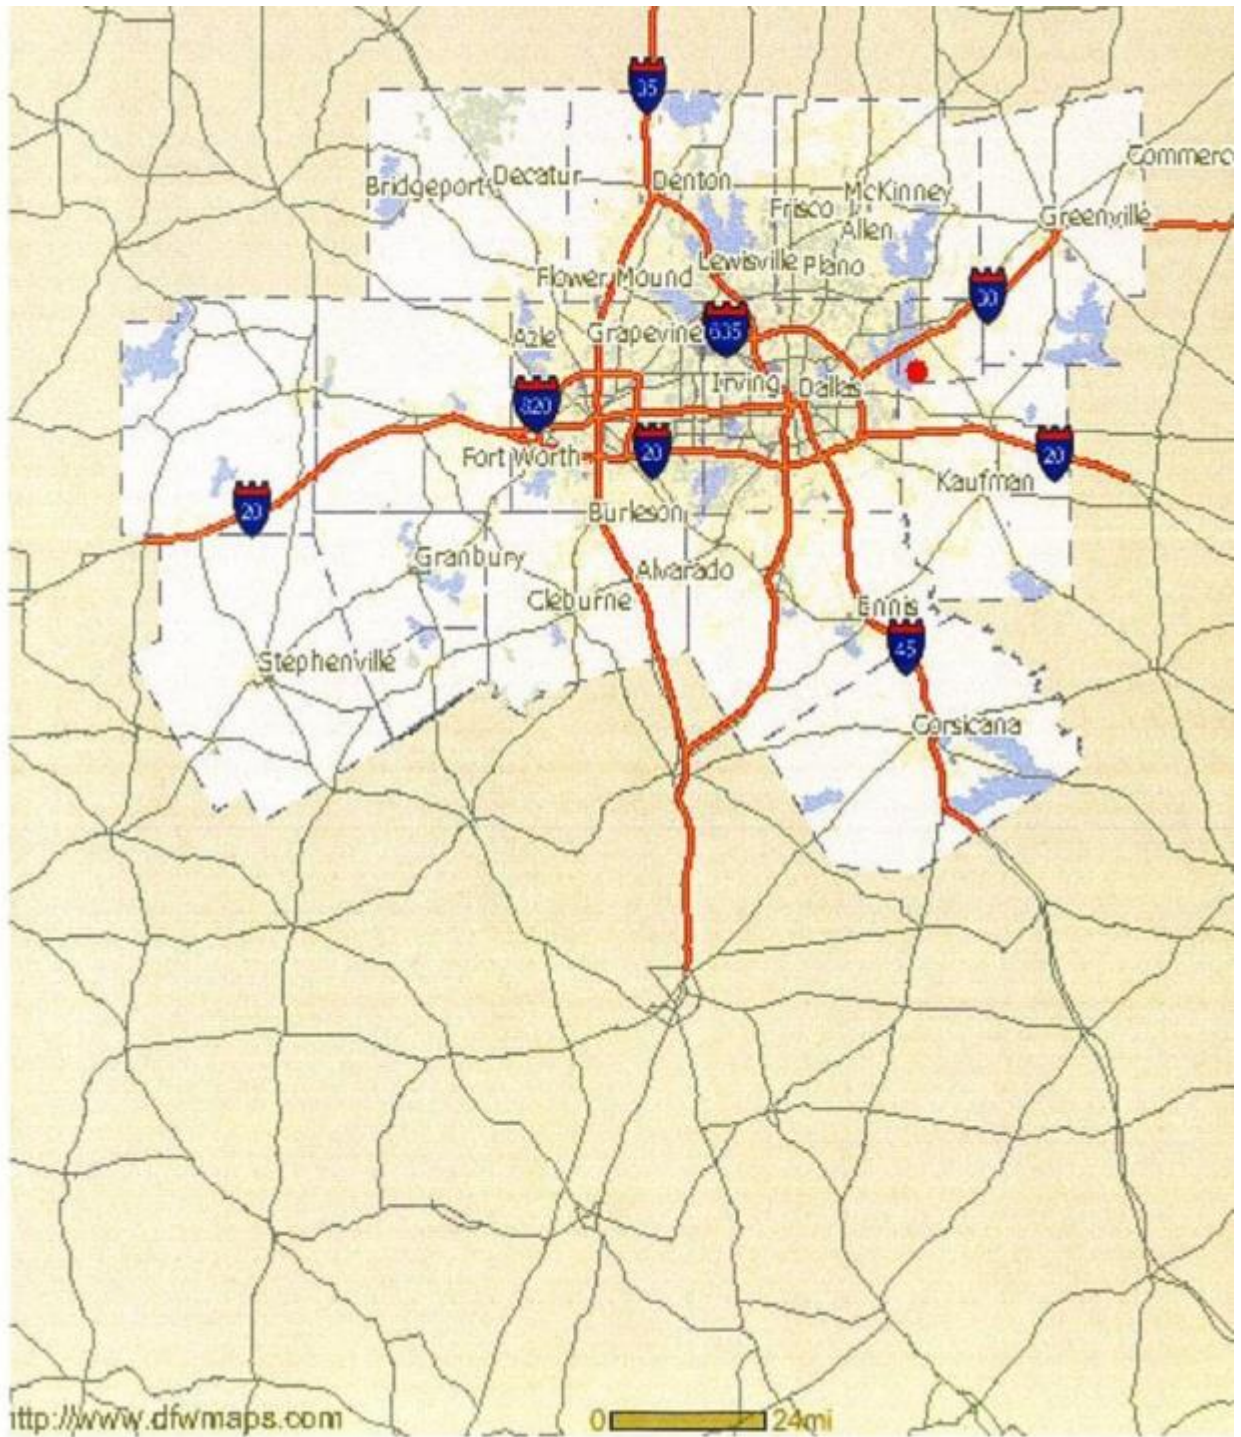 35
Commerc
Bridgeport
Decatur
Denton
McKinney
Frisco
Greenville
Allen
Lewisville
Plano
Flower Mound
30
635
Azle
Grapevine
Irving
Dallas
820
Fort Worth
20
20
Kaufman
20
Burleson
Granbury
Alvarado
Cleburne
Ennis
45
Stephenville
Corsicana
ttp://www.dfwmaps.com
0
24mi